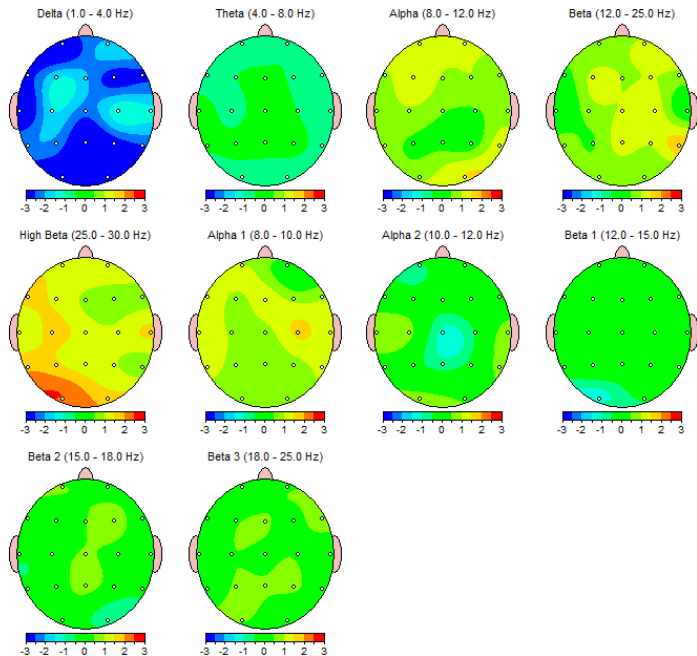 Delta (1.0 - 4.0 Hz) Theta (4.0 - 8.0 Hz) Alpha (8.0 - 12.0 Hz) Beta (12.0 - 25.0 Hz)
-3 -2 -1 0 1 2 3 -3 -2 -1 0 1 2 3 -3 -2 -1 0 1 2 3 -3 -2 -1 0 1 2 3
High Beta (25.0 - 30.0 Hz) Alpha 1 (8.0 - 10.0 Hz) Alpha 2 (10.0 - 12.0 Hz) Beta 1 (12.0 - 15.0 Hz)
-3 -2 -1 0 1 2 3 -3 -2 -1 0 1 2 3 -3 -2 -1 0 1 2 3 -3 -2 -1 0 1 2 3
Beta 2 (15.0 - 18.0 Hz) Beta 3 (18.0 - 25.0 Hz)
-3 -2 -1 0 1 2 3 -3 -2 -1 0 1 2 3